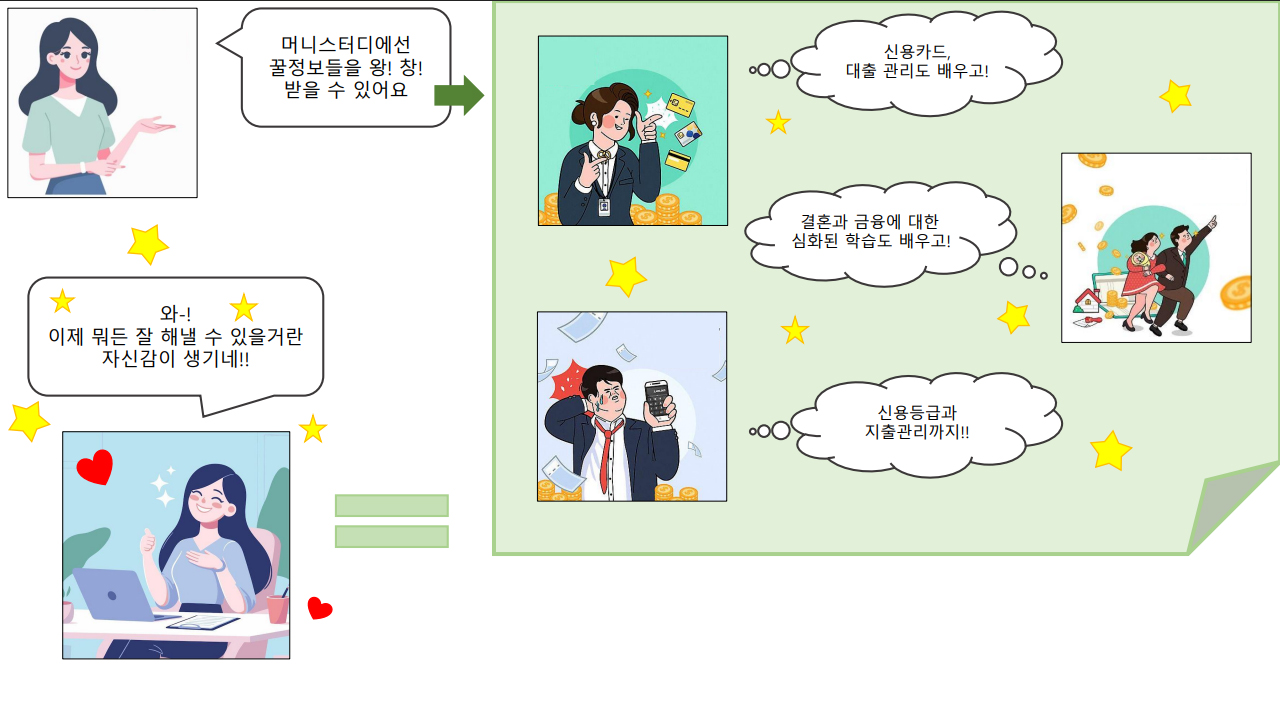 머니스터디에선
꿀정보들을 왕! 창!
받을 수 있어요
신용카드,
대출 관리도 배우고!
결혼과 금융에 대한
심화된 학습도 배우고!
신용등급과
지출관리까지!!
와-!
이제 뭐든 잘 해낼 수 있을거란
자신감이 생기네!!